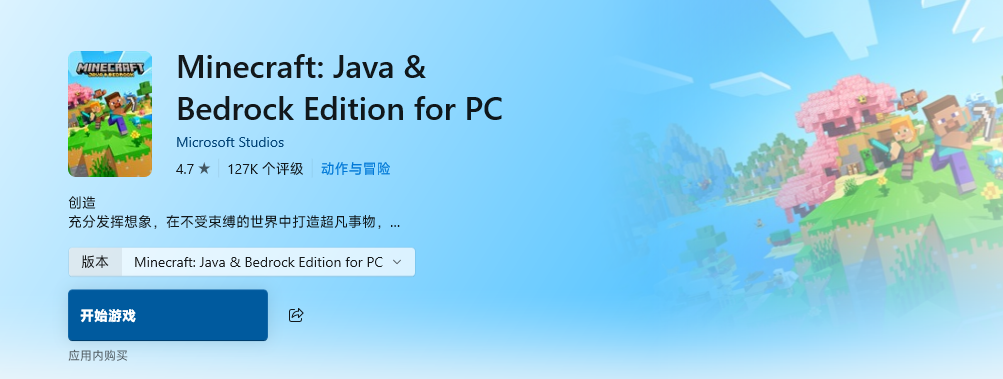 MINECRAFT
JAVA & BEDROCK
Minecraft: Java &
Bedrock Edition for PC
Microsoft Studios
4.7 ★ 127K 个评级 动作与冒险
创造
充分发挥想象，在不受束缚的世界中打造超凡事物，...
版本 Minecraft: Java & Bedrock Edition for PC
开始游戏
应用内购买